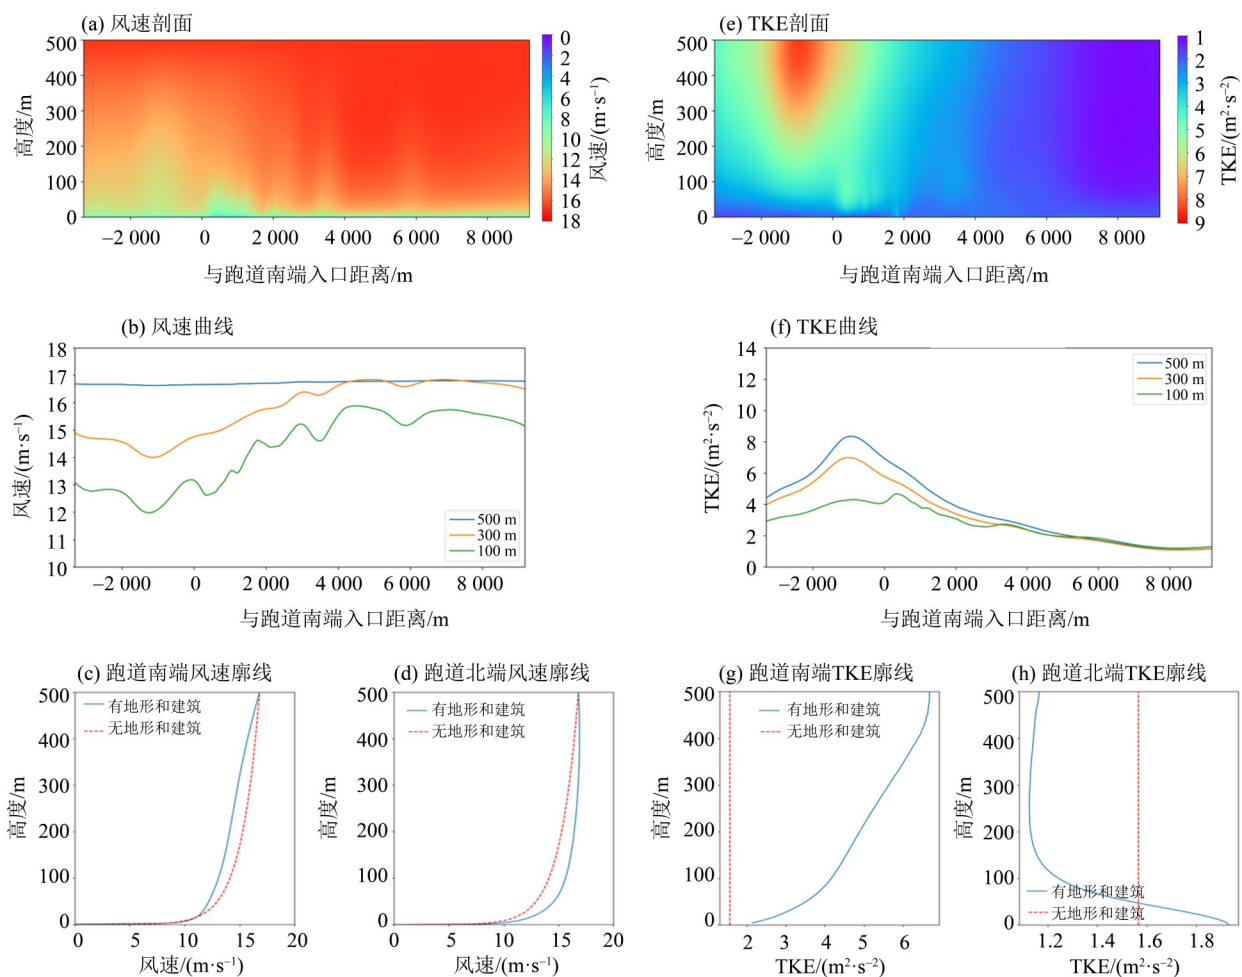 (a) 风速剖面
500
400
300
200
100
0
高度/m
−2 000 0 2 000 4 000 6 000 8 000
与跑道南端入口距离/m
0
2
4
6
8
10
12
14
16
18
风速/(m·s⁻¹)
(e) TKE剖面
500
400
300
200
100
0
高度/m
−2 000 0 2 000 4 000 6 000 8 000
与跑道南端入口距离/m
1
2
3
4
5
6
7
8
9
TKE/(m²·s⁻²)
(b) 风速曲线
18
17
16
15
14
13
12
11
10
风速/(m·s⁻¹)
500 m
300 m
100 m
−2 000 0 2 000 4 000 6 000 8 000
与跑道南端入口距离/m
(f) TKE曲线
14
12
10
8
6
4
2
0
TKE/(m²·s⁻²)
500 m
300 m
100 m
−2 000 0 2 000 4 000 6 000 8 000
与跑道南端入口距离/m
(c) 跑道南端风速廓线
500
400
300
200
100
0
高度/m
有地形和建筑
无地形和建筑
0 5 10 15 20
风速/(m·s⁻¹)
(d) 跑道北端风速廓线
500
400
300
200
100
0
高度/m
有地形和建筑
无地形和建筑
0 5 10 15 20
风速/(m·s⁻¹)
(g) 跑道南端TKE廓线
500
400
300
200
100
0
高度/m
有地形和建筑
无地形和建筑
2 3 4 5 6
TKE/(m²·s⁻²)
(h) 跑道北端TKE廓线
500
400
300
200
100
0
高度/m
有地形和建筑
无地形和建筑
1.2 1.4 1.6 1.8
TKE/(m²·s⁻²)